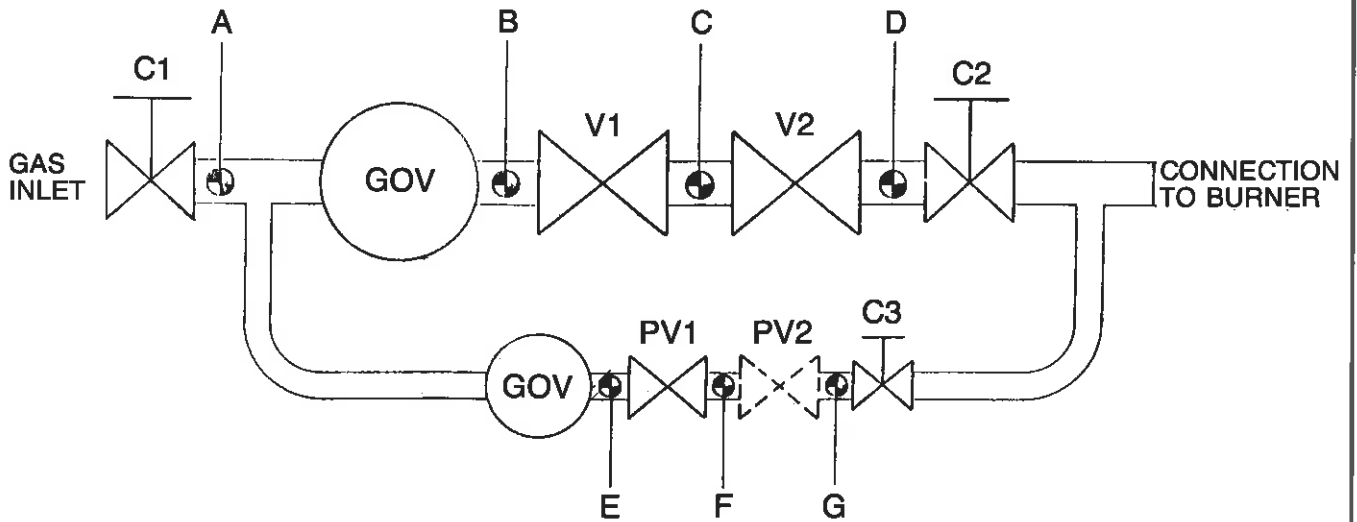 A
B
C
D
C1
C2
V1
V2
GAS
INLET
GOV
CONNECTION
TO BURNER
C3
PV1
PV2
GOV
E
F
G